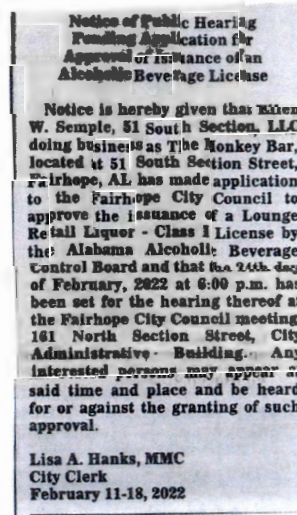 Notice of Public Hearing
Pending Application for
Approval of Issuance of an
Alcoholic Beverage License
Notice is hereby given that
W. Semple, 51 South Section, LLC
doing business as The Monkey Bar,
located at 51 South Section Street,
Fairhope, AL has made application
to the Fairhope City Council to
approve the issuance of a Lounge
Retail Liquor - Class I License by
the Alabama Alcoholic Beverage
Control Board and that the 24th day
of February, 2022 at 6:00 p.m. has
been set for the hearing thereof at
the Fairhope City Council meeting,
161 North Section Street, City
Administrative Building. Any
interested persons may appear at
said time and place and be heard
for or against the granting of such
approval.
Lisa A. Hanks, MMC
City Clerk
February 11-18, 2022